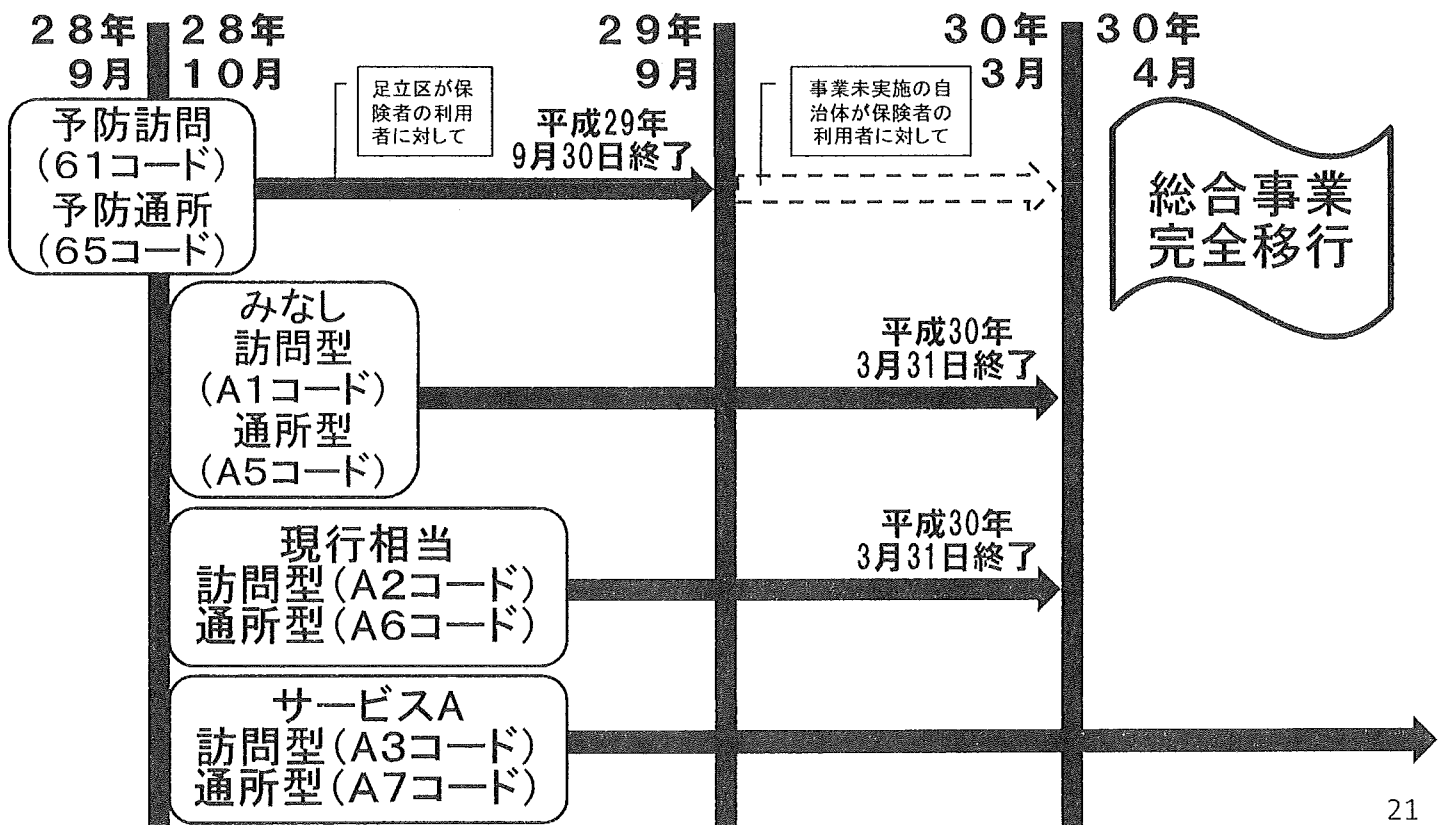 28年
9月
28年
10月
29年
9月
30年
3月
30年
4月
足立区が保
険者の利用
者に対して
事業未実施の自
治体が保険者の
利用者に対して
予防訪問
(61コード)
予防通所
(65コード)
平成29年
9月30日終了
総合事業
完全移行
みなし
訪問型
(A1コード)
通所型
(A5コード)
平成30年
3月31日終了
現行相当
訪問型(A2コード)
通所型(A6コード)
平成30年
3月31日終了
サービスA
訪問型(A3コード)
通所型(A7コード)
21